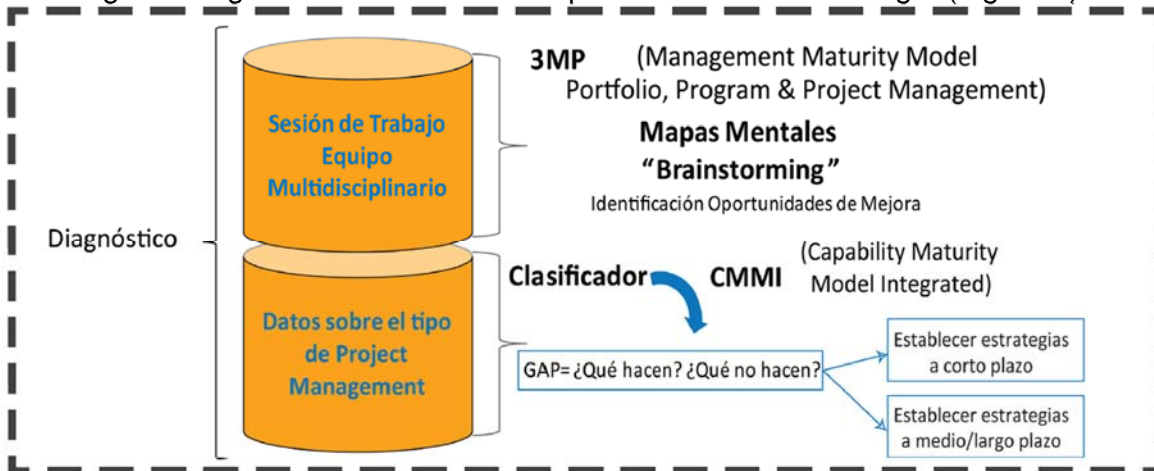 Diagnóstico
Sesión de Trabajo
Equipo
Multidisciplinario
3MP (Management Maturity Model
Portfolio, Program & Project Management)
Mapas Mentales
“Brainstorming”
Identificación Oportunidades de Mejora
Datos sobre el tipo
de Project
Management
Clasificador
CMMI (Capability Maturity
Model Integrated)
GAP= ¿Qué hacen? ¿Qué no hacen?
Establecer estrategias
a corto plazo
Establecer estrategias
a medio/largo plazo